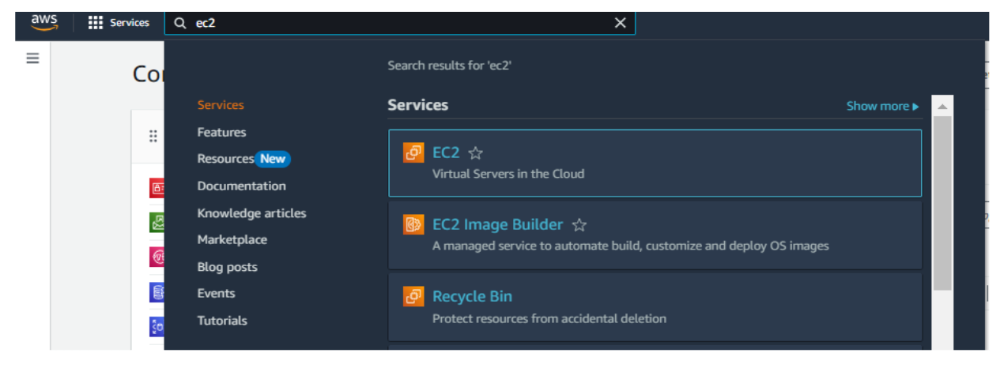 aws
Services
ec2
Search results for 'ec2'
Services
Features
Resources New
Documentation
Knowledge articles
Marketplace
Blog posts
Events
Tutorials
Services
Show more
EC2
Virtual Servers in the Cloud
EC2 Image Builder
A managed service to automate build, customize and deploy OS images
Recycle Bin
Protect resources from accidental deletion